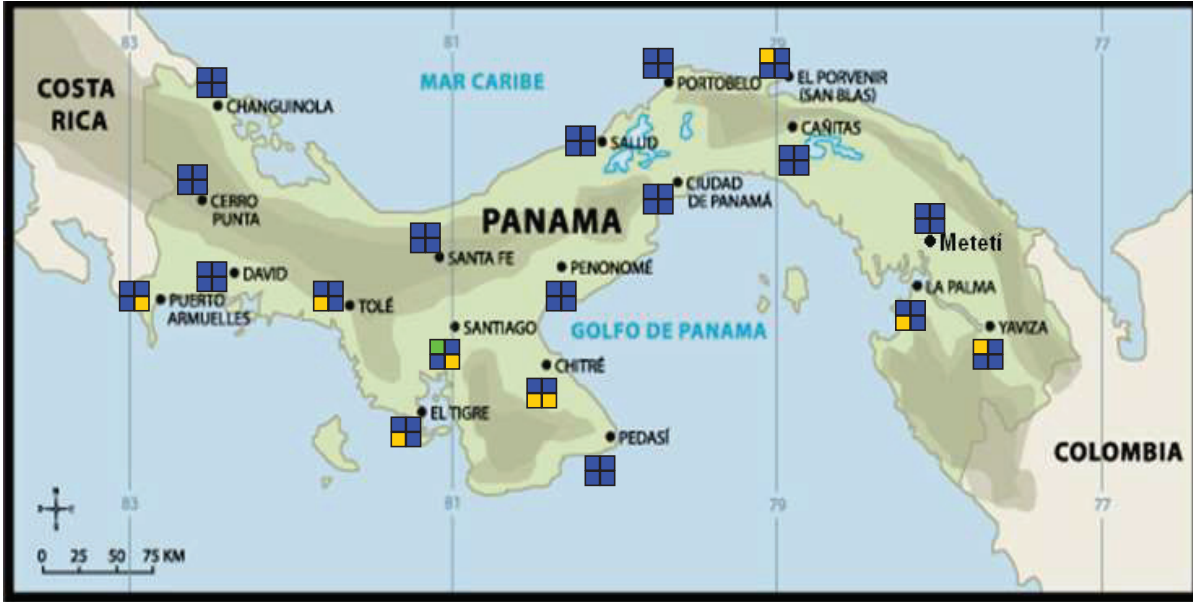 83
81
79
77
COSTA
RICA
MAR CARIBE
CHANGUINOLA
PORTOBELO
EL PORVENIR
(SAN BLAS)
SALUD
CAÑITAS
CERRO
PUNTA
CIUDAD
DE PANAMÁ
PANAMA
Metetí
SANTA FE
PENONOMÉ
DAVID
LA PALMA
PUERTO
ARMUELLES
TOLÉ
SANTIAGO
GOLFO DE PANAMA
YAVIZA
CHITRÉ
EL TIGRE
PEDASÍ
COLOMBIA
83
81
79
77
0 25 50 75 KM